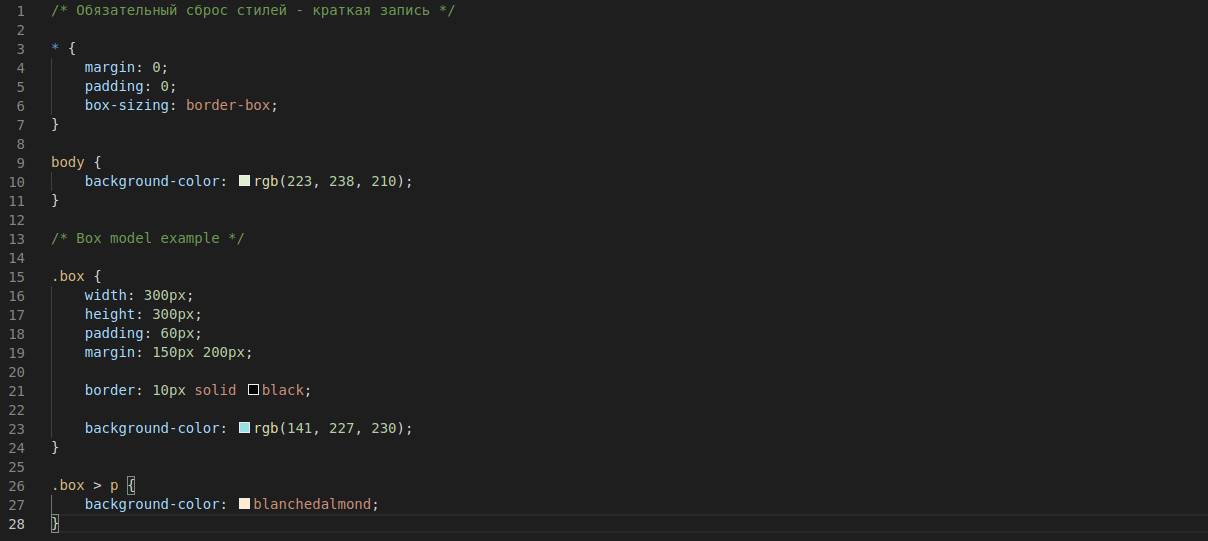 1 /* Обязательный сброс стилей - краткая запись */
2
3 * {
4     margin: 0;
5     padding: 0;
6     box-sizing: border-box;
7 }
8
9 body {
10     background-color: rgb(223, 238, 210);
11 }
12
13 /* Box model example */
14
15 .box {
16     width: 300px;
17     height: 300px;
18     padding: 60px;
19     margin: 150px 200px;
20
21     border: 10px solid black;
22
23     background-color: rgb(141, 227, 230);
24 }
25
26 .box > p {
27     background-color: blanchedalmond;
28 }